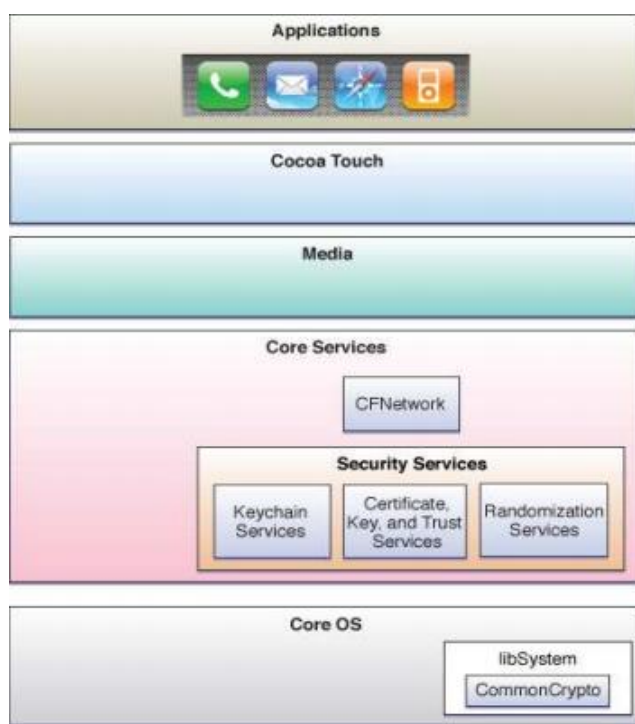 Applications
Cocoa Touch
Media
Core Services
CFNetwork
Security Services
Keychain
Services
Certificate,
Key, and Trust
Services
Randomization
Services
Core OS
libSystem
CommonCrypto